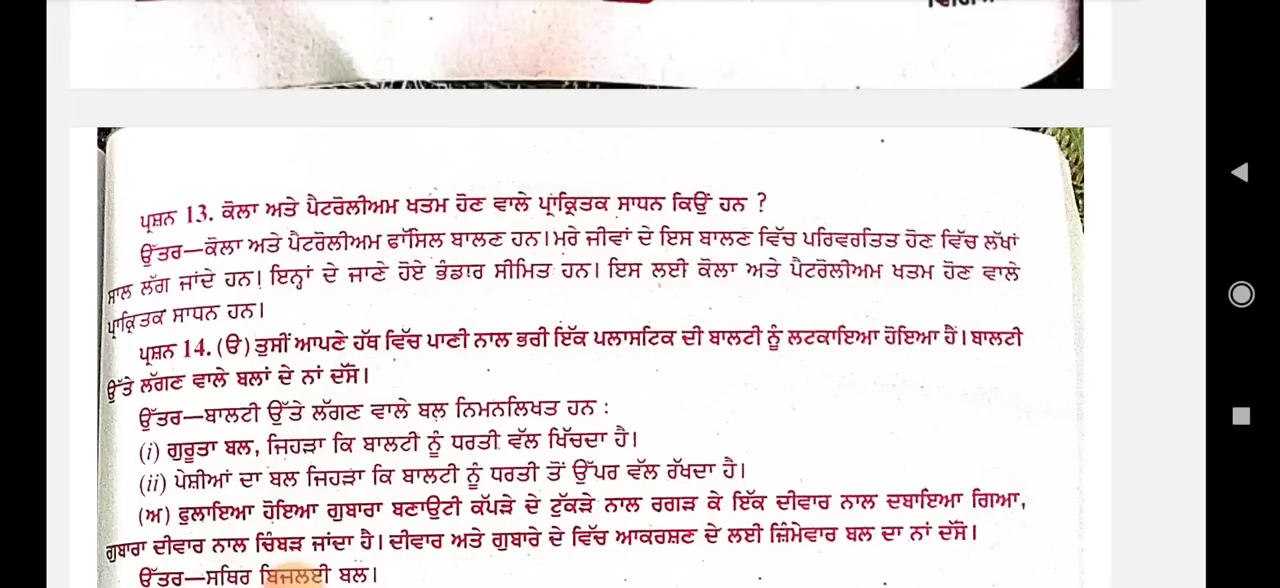 ਪ੍ਰਸ਼ਨ 13. ਕੋਲਾ ਅਤੇ ਪੈਟਰੋਲੀਅਮ ਖਤਮ ਹੋਣ ਵਾਲੇ ਪ੍ਰਾਂਕ੍ਰਿਤਕ ਸਾਧਨ ਕਿਉਂ ਹਨ ?
ਉੱਤਰ—ਕੋਲਾ ਅਤੇ ਪੈਟਰੋਲੀਅਮ ਫਾੱਸਿਲ ਬਾਲਣ ਹਨ। ਮਰੇ ਜੀਵਾਂ ਦੇ ਇਸ ਬਾਲਣ ਵਿੱਚ ਪਰਿਵਰਤਿਤ ਹੋਣ ਵਿੱਚ ਲੱਖਾਂ
ਸਾਲ ਲੱਗ ਜਾਂਦੇ ਹਨ। ਇਨ੍ਹਾਂ ਦੇ ਜਾਣੇ ਹੋਏ ਭੰਡਾਰ ਸੀਮਿਤ ਹਨ। ਇਸ ਲਈ ਕੋਲਾ ਅਤੇ ਪੈਟਰੋਲੀਅਮ ਖਤਮ ਹੋਣ ਵਾਲੇ
ਪ੍ਰਾਕ੍ਰਿਤਕ ਸਾਧਨ ਹਨ।
ਪ੍ਰਸ਼ਨ 14. (ੳ) ਤੁਸੀਂ ਆਪਣੇ ਹੱਥ ਵਿੱਚ ਪਾਣੀ ਨਾਲ ਭਰੀ ਇੱਕ ਪਲਾਸਟਿਕ ਦੀ ਬਾਲਟੀ ਨੂੰ ਲਟਕਾਇਆ ਹੋਇਆ ਹੈਂ। ਬਾਲਟੀ
ਉੱਤੇ ਲੱਗਣ ਵਾਲੇ ਬਲਾਂ ਦੇ ਨਾਂ ਦੱਸੋ।
ਉੱਤਰ—ਬਾਲਟੀ ਉੱਤੇ ਲੱਗਣ ਵਾਲੇ ਬਲ ਨਿਮਨਲਿਖਤ ਹਨ :
(i) ਗੁਰੂਤਾ ਬਲ, ਜਿਹੜਾ ਕਿ ਬਾਲਟੀ ਨੂੰ ਧਰਤੀ ਵੱਲ ਖਿੱਚਦਾ ਹੈ।
(ii) ਪੇਸ਼ੀਆਂ ਦਾ ਬਲ ਜਿਹੜਾ ਕਿ ਬਾਲਟੀ ਨੂੰ ਧਰਤੀ ਤੋਂ ਉੱਪਰ ਵੱਲ ਰੱਖਦਾ ਹੈ।
(ਅ) ਫੁਲਾਇਆ ਹੋਇਆ ਗੁਬਾਰਾ ਬਣਾਉਟੀ ਕੱਪੜੇ ਦੇ ਟੁੱਕੜੇ ਨਾਲ ਰਗੜ ਕੇ ਇੱਕ ਦੀਵਾਰ ਨਾਲ ਦਬਾਇਆ ਗਿਆ,
ਗੁਬਾਰਾ ਦੀਵਾਰ ਨਾਲ ਚਿੰਬੜ ਜਾਂਦਾ ਹੈ। ਦੀਵਾਰ ਅਤੇ ਗੁਬਾਰੇ ਦੇ ਵਿੱਚ ਆਕਰਸ਼ਣ ਦੇ ਲਈ ਜ਼ਿੰਮੇਵਾਰ ਬਲ ਦਾ ਨਾਂ ਦੱਸੋ।
ਉੱਤਰ—ਸਥਿਰ ਬਿਜਲਈ ਬਲ।